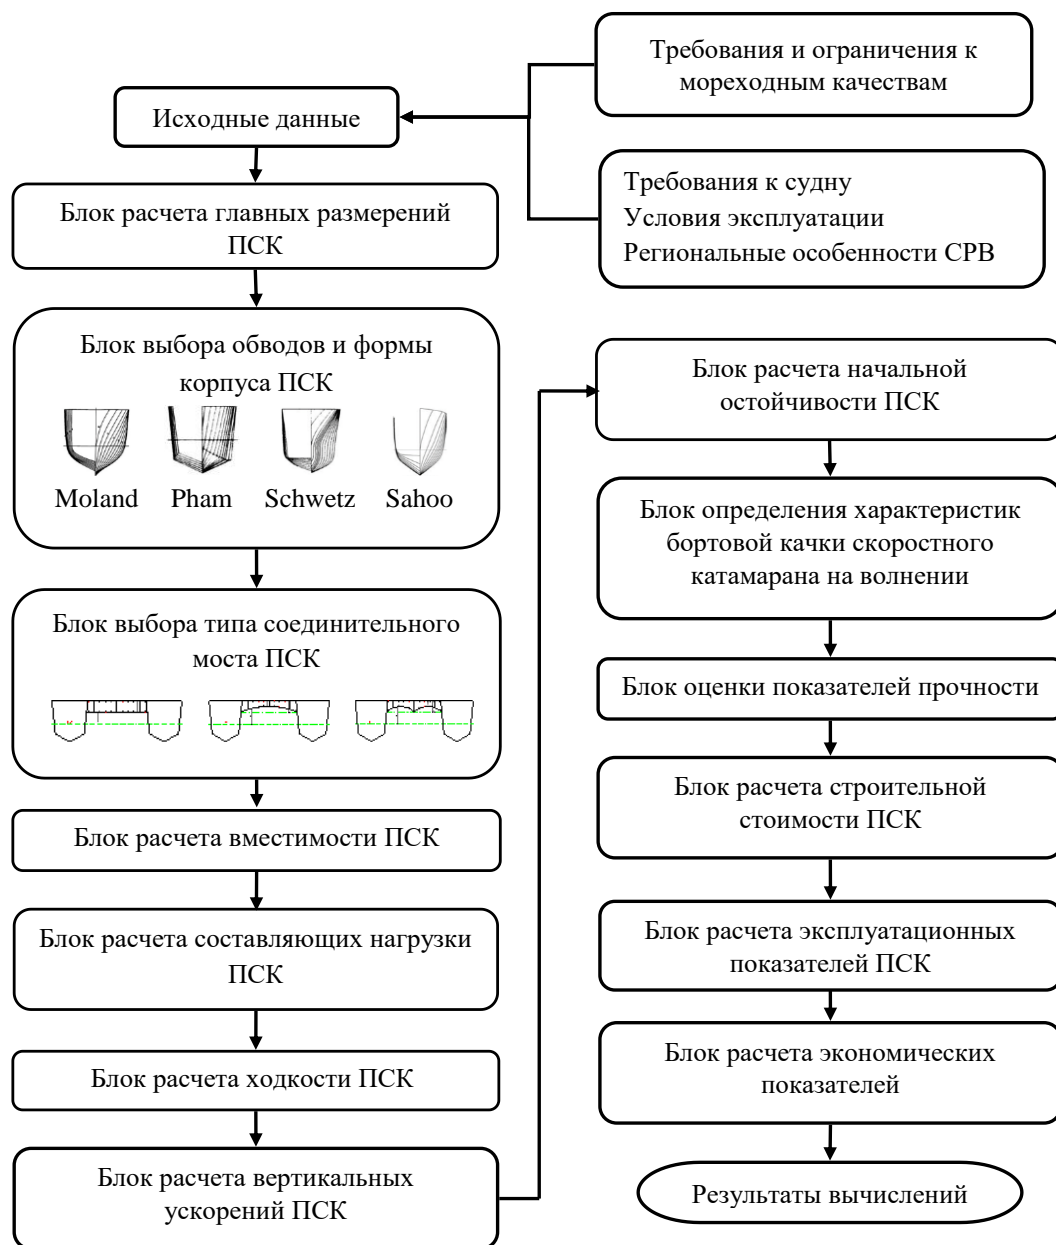 Требования и ограничения к
мореходным качествам
Исходные данные
Требования к судну
Условия эксплуатации
Региональные особенности СРВ
Блок расчета главных размерений
ПСК
Блок выбора обводов и формы
корпуса ПСК
Moland Pham Schwetz Sahoo
Блок выбора типа соединительного
моста ПСК
Блок расчета вместимости ПСК
Блок расчета составляющих нагрузки
ПСК
Блок расчета ходкости ПСК
Блок расчета вертикальных
ускорений ПСК
Блок расчета начальной
остойчивости ПСК
Блок определения характеристик
бортовой качки скоростного
катамарана на волнении
Блок оценки показателей прочности
Блок расчета строительной
стоимости ПСК
Блок расчета эксплуатационных
показателей ПСК
Блок расчета экономических
показателей
Результаты вычислений